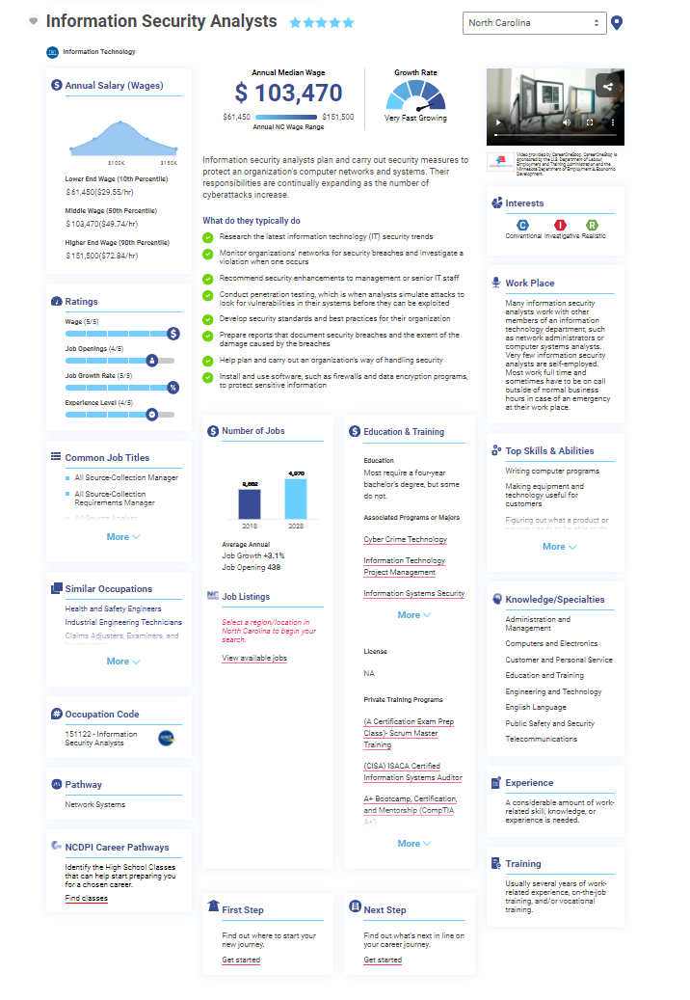 Information Security Analysts
North Carolina
Information Technology
Annual Salary (Wages)
$100K
$150K
Lower End Wage (10th Percentile)
$61,450($29.55/hr)
Middle Wage (50th Percentile)
$103,470($49.74/hr)
Higher End Wage (90th Percentile)
$151,500($72.84/hr)
Ratings
Wage (5/5)
Job Openings (4/5)
Job Growth Rate (5/5)
Experience Level (4/5)
Common Job Titles
All Source-Collection Manager
All Source-Collection
Requirements Manager
All-Source Analyst
More
Similar Occupations
Health and Safety Engineers
Industrial Engineering Technicians
Claims Adjusters, Examiners, and
More
Occupation Code
151122 - Information
Security Analysts
Pathway
Network Systems
NCDPI Career Pathways
Identify the High School Classes
that can help start preparing you
for a chosen career.
Find classes
Annual Median Wage
$ 103,470
$61,450
$151,500
Annual NC Wage Range
Growth Rate
Very Fast Growing
Information security analysts plan and carry out security measures to
protect an organization's computer networks and systems. Their
responsibilities are continually expanding as the number of
cyberattacks increase.
What do they typically do
Research the latest information technology (IT) security trends
Monitor organizations' networks for security breaches and investigate a
violation when one occurs
Recommend security enhancements to management or senior IT staff
Conduct penetration testing, which is when analysts simulate attacks to
look for vulnerabilities in their systems before they can be exploited
Develop security standards and best practices for their organization
Prepare reports that document security breaches and the extent of the
damage caused by the breaches
Help plan and carry out an organization's way of handling security
Install and use software, such as firewalls and data encryption programs,
to protect sensitive information
Number of Jobs
4,970
2018
2028
Average Annual
Job Growth +3.1%
Job Opening 438
Job Listings
Select a region/location in
North Carolina to begin your
search.
View available jobs
Education & Training
Education
Most require a four-year
bachelor's degree, but some
do not.
Associated Programs or Majors
Cyber Crime Technology
Information Technology
Project Management
Information Systems Security
More
License
NA
Private Training Programs
(A Certification Exam Prep
Class)- Scrum Master
Training
(CISA) ISACA Certified
Information Systems Auditor
A+ Bootcamp, Certification,
and Mentorship (CompTIA
A+)
More
First Step
Find out where to start your
new journey.
Get started
Next Step
Find out what's next in line on
your career journey.
Get started
Video provided by CareerOneStop. CareerOneStop is
sponsored by the U.S. Department of Labour,
Employment and Training Administration and the
Minnesota Department of Employment & Economic
Development.
Interests
C
I
R
Conventional
Investigative
Realistic
Work Place
Many information security
analysts work with other
members of an information
technology department, such
as network administrators or
computer systems analysts.
Very few information security
analysts are self-employed.
Most work full time and
sometimes have to be on call
outside of normal business
hours in case of an emergency
at their work place.
Top Skills & Abilities
Writing computer programs
Making equipment and
technology useful for
customers
Figuring out what a product or
More
Knowledge/Specialties
Administration and
Management
Computers and Electronics
Customer and Personal Service
Education and Training
Engineering and Technology
English Language
Public Safety and Security
Telecommunications
Experience
A considerable amount of work-
related skill, knowledge, or
experience is needed.
Training
Usually several years of work-
related experience, on-the-job
training, and/or vocational
training.